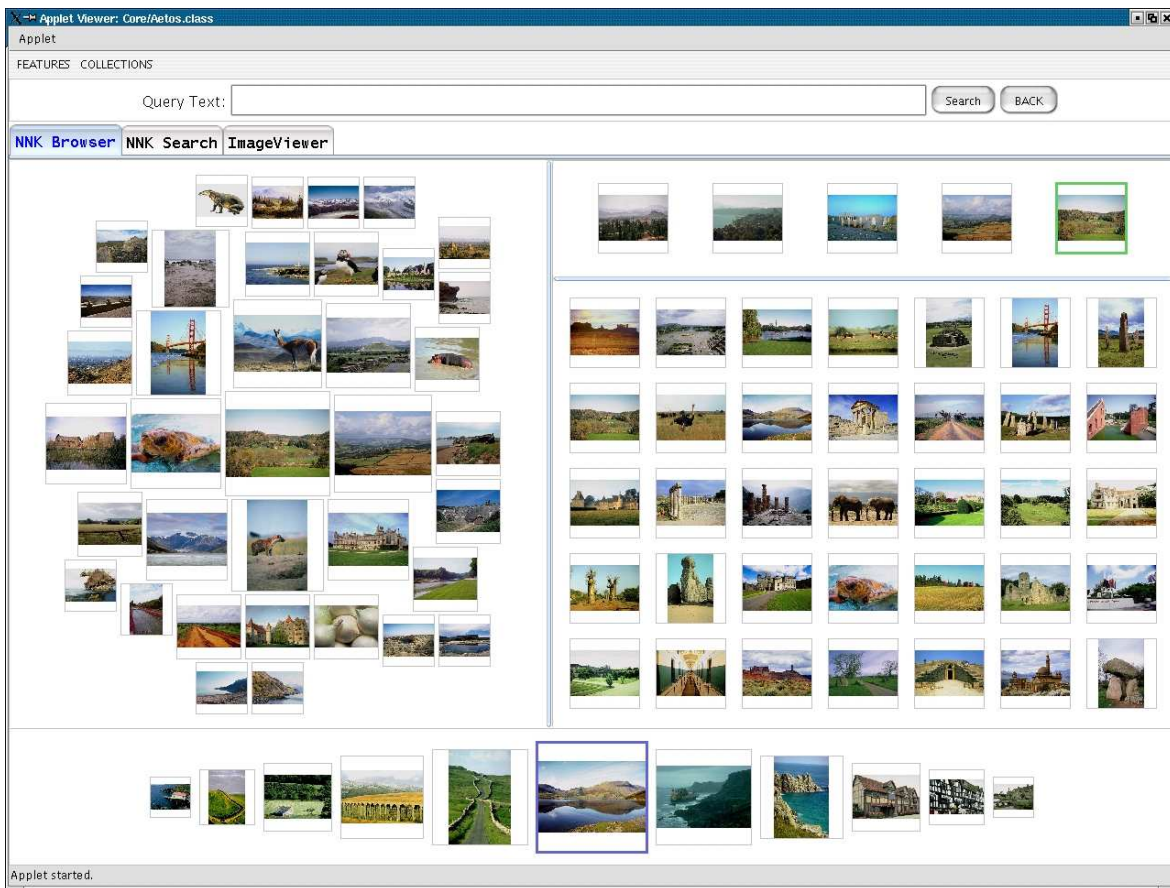 Applet Viewer: Core/Aetos.class
Applet
FEATURES COLLECTIONS
Query Text: Search BACK
NNK Browser NNK Search ImageViewer
Applet started.